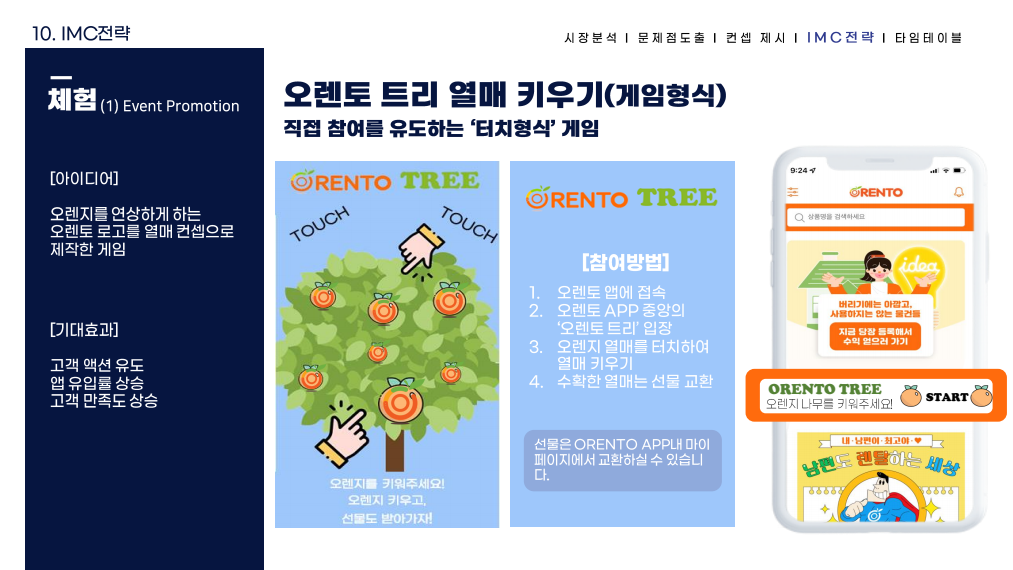 10. IMC전략
시장분석 I 문제점도출 I 컨셉 제시 I IMC전략 I 타임테이블
체험 (1) Event Promotion
[아이디어]
오렌지를 연상하게 하는
오렌토 로고를 열매 컨셉으로
제작한 게임
[기대효과]
고객 액션 유도
앱 유입률 상승
고객 만족도 상승
오렌토 트리 열매 키우기(게임형식)
직접 참여를 유도하는 ‘터치형식’ 게임
ORENTO TREE
TOUCH
TOUCH
오렌지를 키워주세요!
오렌지 키우고,
선물도 받아가자!
ORENTO TREE
[참여방법]
1. 오렌토 앱에 접속
2. 오렌토 APP 중앙의
‘오렌토 트리’ 입장
3. 오렌지 열매를 터치하여
열매 키우기
4. 수확한 열매는 선물 교환
선물은 ORENTO APP내 마이
페이지에서 교환하실 수 있습니
다.
9:24
ORENTO
상품명을 검색하세요
idea
버리기에는 아깝고,
사용하지는 않는 물건들
지금 당장 등록해서
수익 얻으러 가기
ORENTO TREE
오렌지 나무를 키워주세요!
START
내·남편이·최고야·♥
남편도 렌탈하는 세상